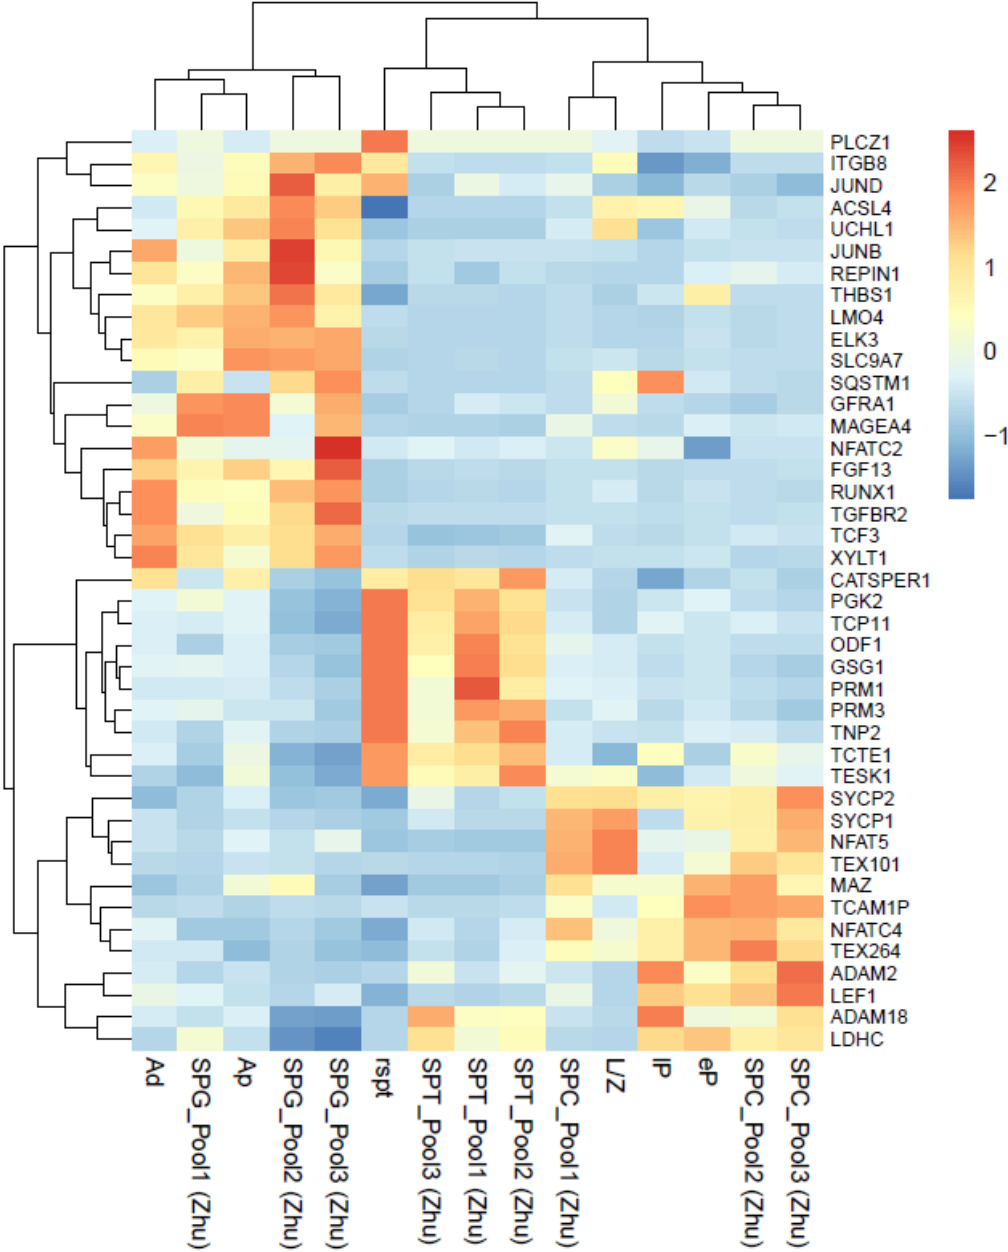 PLCZ1
ITGB8
JUND
ACSL4
UCHL1
JUNB
REPIN1
THBS1
LMO4
ELK3
SLC9A7
SQSTM1
GFRA1
MAGEA4
NFATC2
FGF13
RUNX1
TGFBR2
TCF3
XYLT1
CATSPER1
PGK2
TCP11
ODF1
GSG1
PRM1
PRM3
TNP2
TCTE1
TESK1
SYCP2
SYCP1
NFAT5
TEX101
MAZ
TCAM1P
NFATC4
TEX264
ADAM2
LEF1
ADAM18
LDHC
2
1
0
−1
Ad
SPG_Pool1 (Zhu)
Ap
SPG_Pool2 (Zhu)
SPG_Pool3 (Zhu)
rspt
SPT_Pool3 (Zhu)
SPT_Pool1 (Zhu)
SPT_Pool2 (Zhu)
SPC_Pool1 (Zhu)
L/Z
lP
eP
SPC_Pool2 (Zhu)
SPC_Pool3 (Zhu)